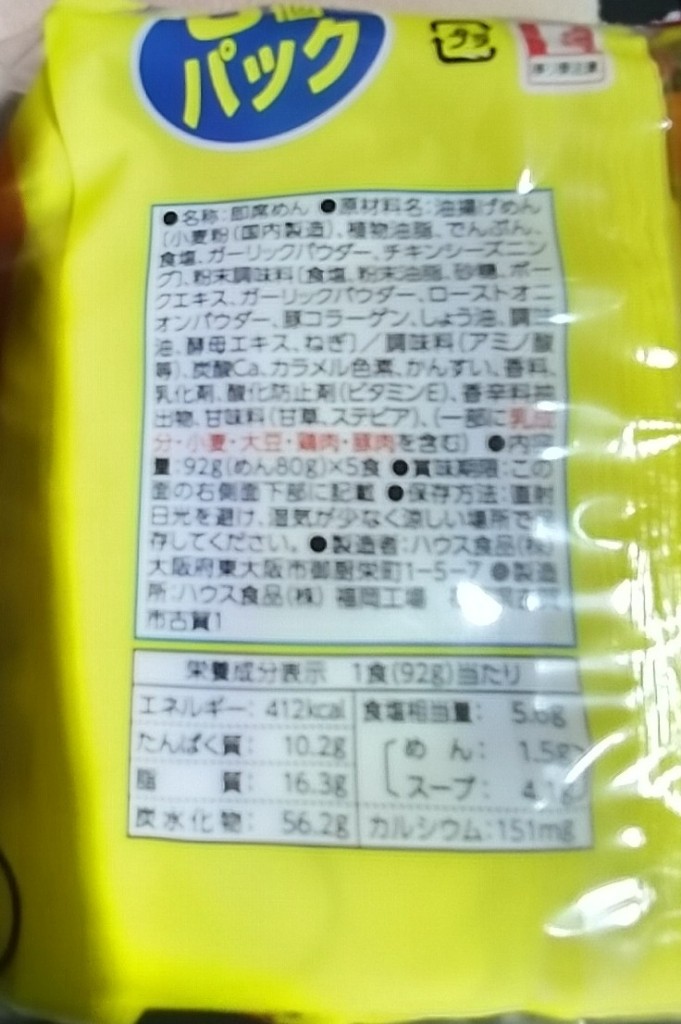 パック
プラ
●名称:即席めん ●原材料名:油揚げめん
〔小麦粉(国内製造)、植物油脂、でんぷん、
食塩、ガーリックパウダー、チキンシーズニン
グ〕、粉末調味料〔食塩、粉末油脂、砂糖、ポー
クエキス、ガーリックパウダー、ローストオニ
オンパウダー、豚コラーゲン、しょう油、調味
油、酵母エキス、ねぎ〕／調味料(アミノ酸
等)、炭酸Ca、カラメル色素、かんすい、香料、
乳化剤、酸化防止剤(ビタミンE)、香辛料抽
出物、甘味料(甘草、ステビア)、(一部に乳成
分・小麦・大豆・鶏肉・豚肉を含む) ●内容
量:92g(めん80g)×5食 ●賞味期限:この
面の右側面下部に記載 ●保存方法:直射
日光を避け、湿気が少なく涼しい場所で
存してください。 ●製造者:ハウス食品(株)
大阪府東大阪市御厨栄町1-5-7 ●製造
所:ハウス食品(株) 福岡工場
市古賀1
栄養成分表示 1食(92g)当たり
エネルギー: 412kcal
たんぱく質: 10.2g
脂質: 16.3g
炭水化物: 56.2g
食塩相当量: 5.6g
めん: 1.5g
スープ: 4.1g
カルシウム:151mg